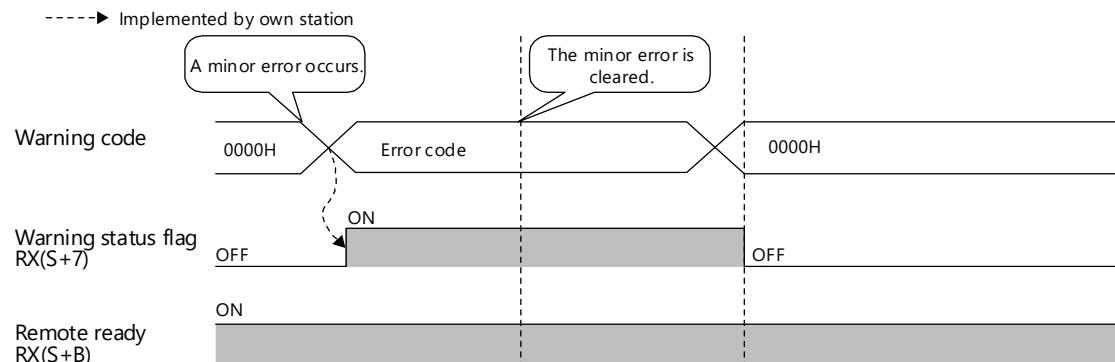 Implemented by own station
A minor error occurs.
The minor error is
cleared.
Warning code
0000H
Error code
0000H
Warning status flag
RX(S+7)
OFF
ON
OFF
Remote ready
RX(S+B)
ON